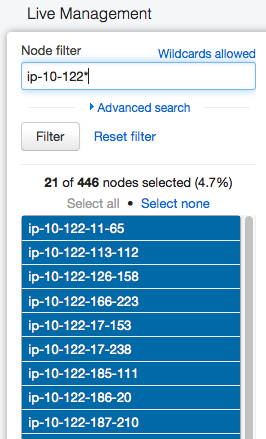 Live Management
Node filter
Wildcards allowed
ip-10-122*
Advanced search
Filter
Reset filter
21 of 446 nodes selected (4.7%)
Select all • Select none
ip-10-122-11-65
ip-10-122-113-112
ip-10-122-126-158
ip-10-122-166-223
ip-10-122-17-153
ip-10-122-17-238
ip-10-122-185-111
ip-10-122-186-20
ip-10-122-187-210